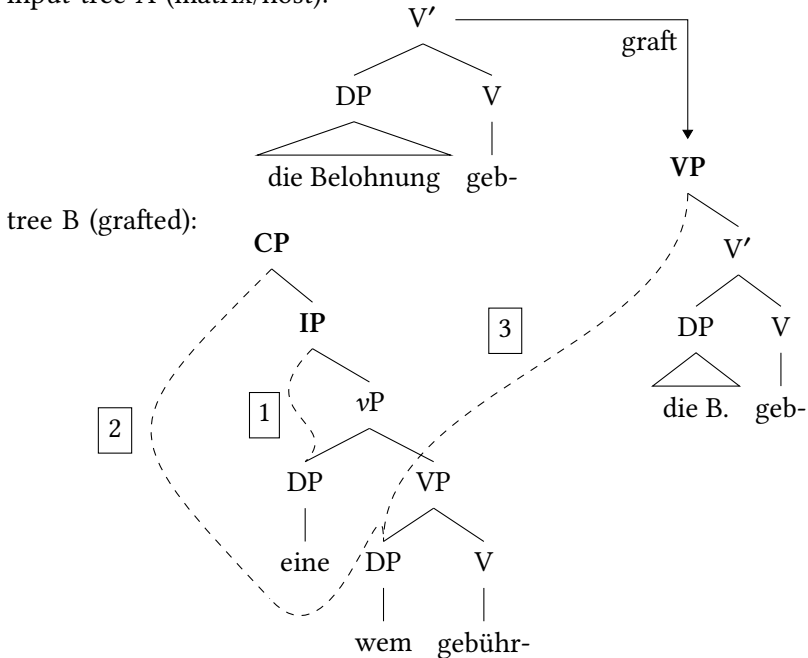 input tree A (matrix/host):
V′
graft
DP V
die Belohnung geb-
VP
tree B (grafted):
CP
V′
IP
3
DP V
vP
die B. geb-
2
1
DP VP
eine DP V
wem gebühr-